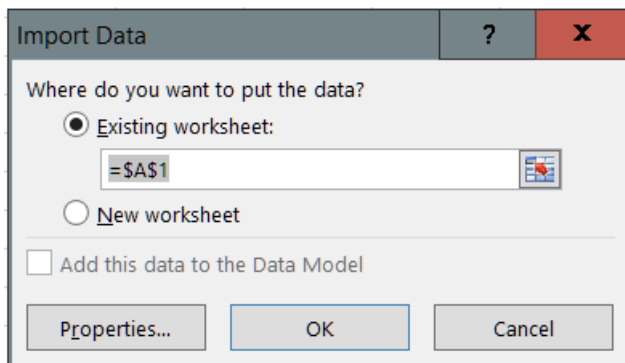 Import Data ? x
Where do you want to put the data?
Existing worksheet:
=$A$1
New worksheet
Add this data to the Data Model
Properties... OK Cancel